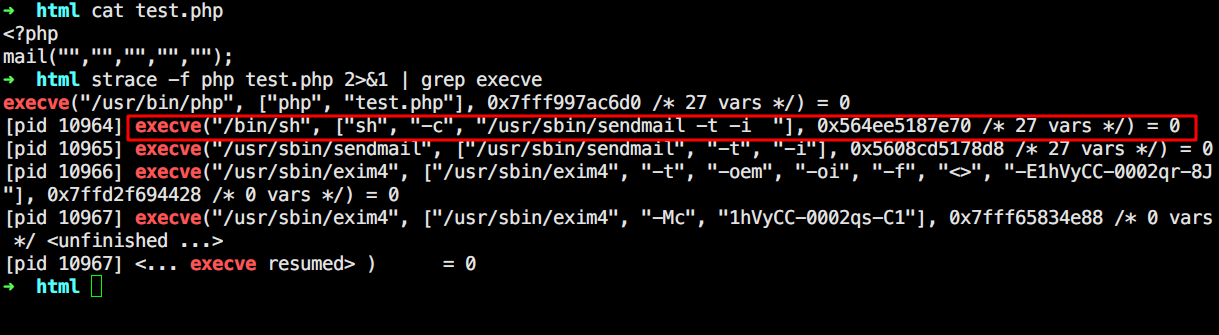 ➜  html cat test.php
<?php
mail("","","","","");
➜  html strace -f php test.php 2>&1 | grep execve
execve("/usr/bin/php", ["php", "test.php"], 0x7fff997ac6d0 /* 27 vars */) = 0
[pid 10964] execve("/bin/sh", ["sh", "-c", "/usr/sbin/sendmail -t -i  "], 0x564ee5187e70 /* 27 vars */) = 0
[pid 10965] execve("/usr/sbin/sendmail", ["/usr/sbin/sendmail", "-t", "-i"], 0x5608cd5178d8 /* 27 vars */) = 0
[pid 10966] execve("/usr/sbin/exim4", ["/usr/sbin/exim4", "-t", "-oem", "-oi", "-f", "<>", "-E1hVyCC-0002qr-8J
"], 0x7ffd2f694428 /* 0 vars */) = 0
[pid 10967] execve("/usr/sbin/exim4", ["/usr/sbin/exim4", "-Mc", "1hVyCC-0002qs-C1"], 0x7fff65834e88 /* 0 vars
 */ <unfinished ...>
[pid 10967] <... execve resumed> )      = 0
➜  html